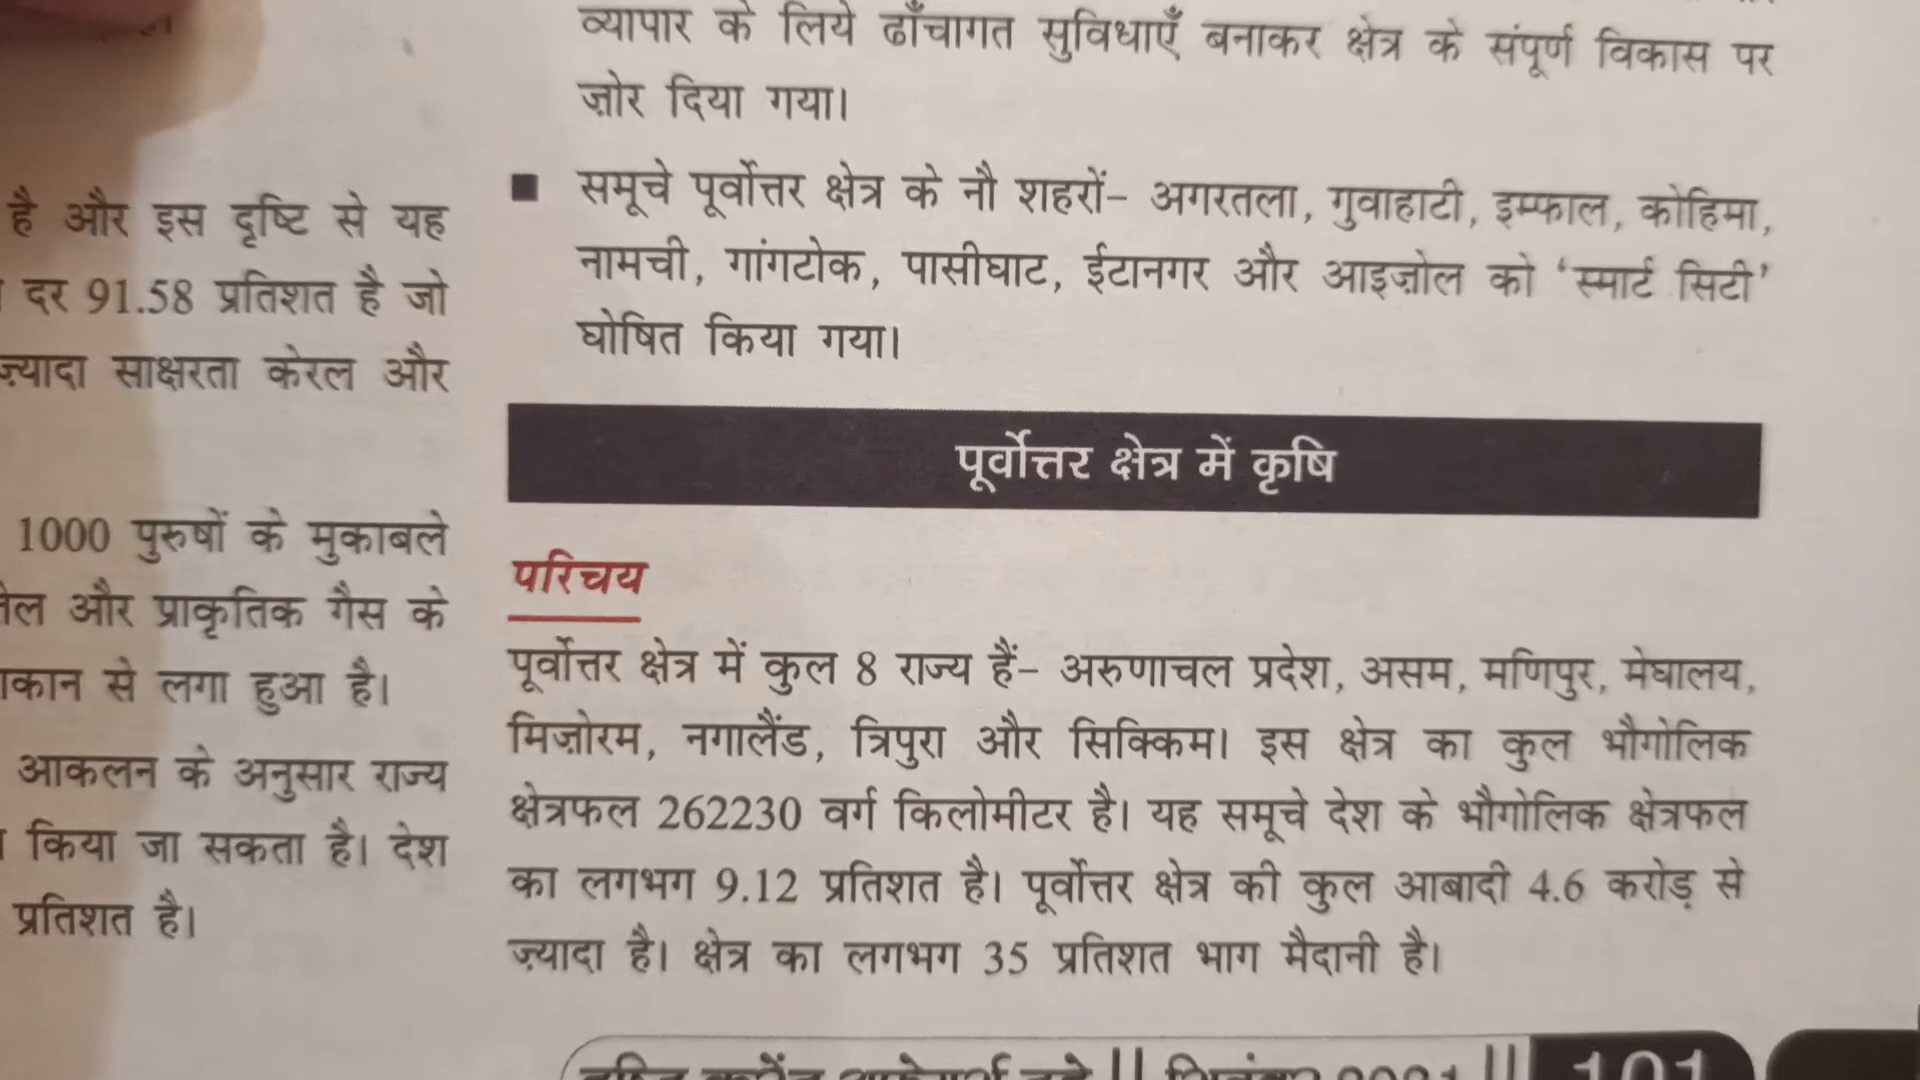 है और इस दृष्टि से यह
दर 91.58 प्रतिशत है जो
ज़्यादा साक्षरता केरल और
1000 पुरुषों के मुकाबले
और प्राकृतिक गैस के
से लगा हुआ है।
आकलन के अनुसार राज्य
किया जा सकता है। देश
प्रतिशत है।
व्यापार के लिये ढाँचागत सुविधाएँ बनाकर क्षेत्र के संपूर्ण विकास पर
ज़ोर दिया गया।
■ समूचे पूर्वोत्तर क्षेत्र के नौ शहरों– अगरतला, गुवाहाटी, इम्फाल, कोहिमा,
नामची, गांगटोक, पासीघाट, ईटानगर और आइज़ोल को ‘स्मार्ट सिटी’
घोषित किया गया।
पूर्वोत्तर क्षेत्र में कृषि
परिचय
पूर्वोत्तर क्षेत्र में कुल 8 राज्य हैं– अरुणाचल प्रदेश, असम, मणिपुर, मेघालय,
मिज़ोरम, नगालैंड, त्रिपुरा और सिक्किम। इस क्षेत्र का कुल भौगोलिक
क्षेत्रफल 262230 वर्ग किलोमीटर है। यह समूचे देश के भौगोलिक क्षेत्रफल
का लगभग 9.12 प्रतिशत है। पूर्वोत्तर क्षेत्र की कुल आबादी 4.6 करोड़ से
ज़्यादा है। क्षेत्र का लगभग 35 प्रतिशत भाग मैदानी है।
101